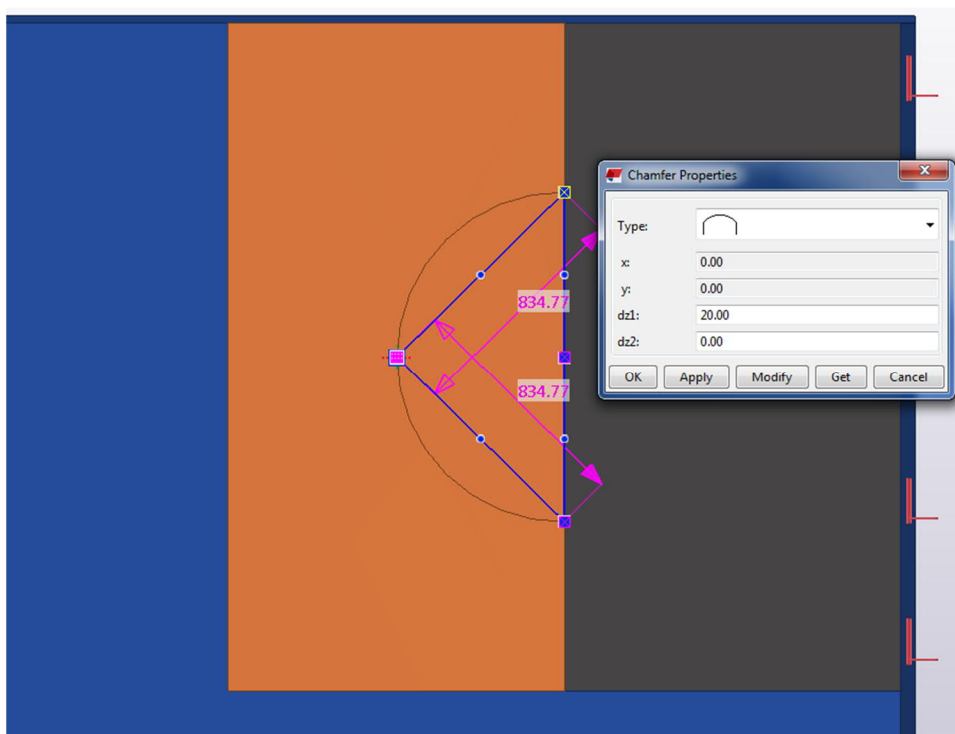 Chamfer Properties
Type:
x: 0.00
y: 0.00
dz1: 20.00
dz2: 0.00
OK Apply Modify Get Cancel
834.77
834.77